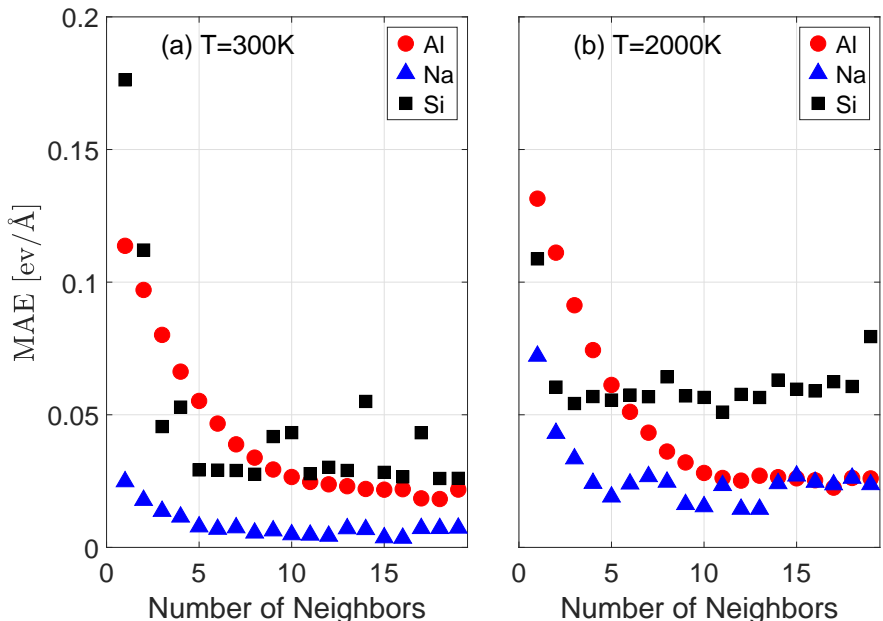 (a) T=300K
Al
Na
Si
0.2
0.15
0.1
0.05
0
MAE [ev/Å]
0
5
10
15
Number of Neighbors
(b) T=2000K
Al
Na
Si
0
5
10
15
Number of Neighbors